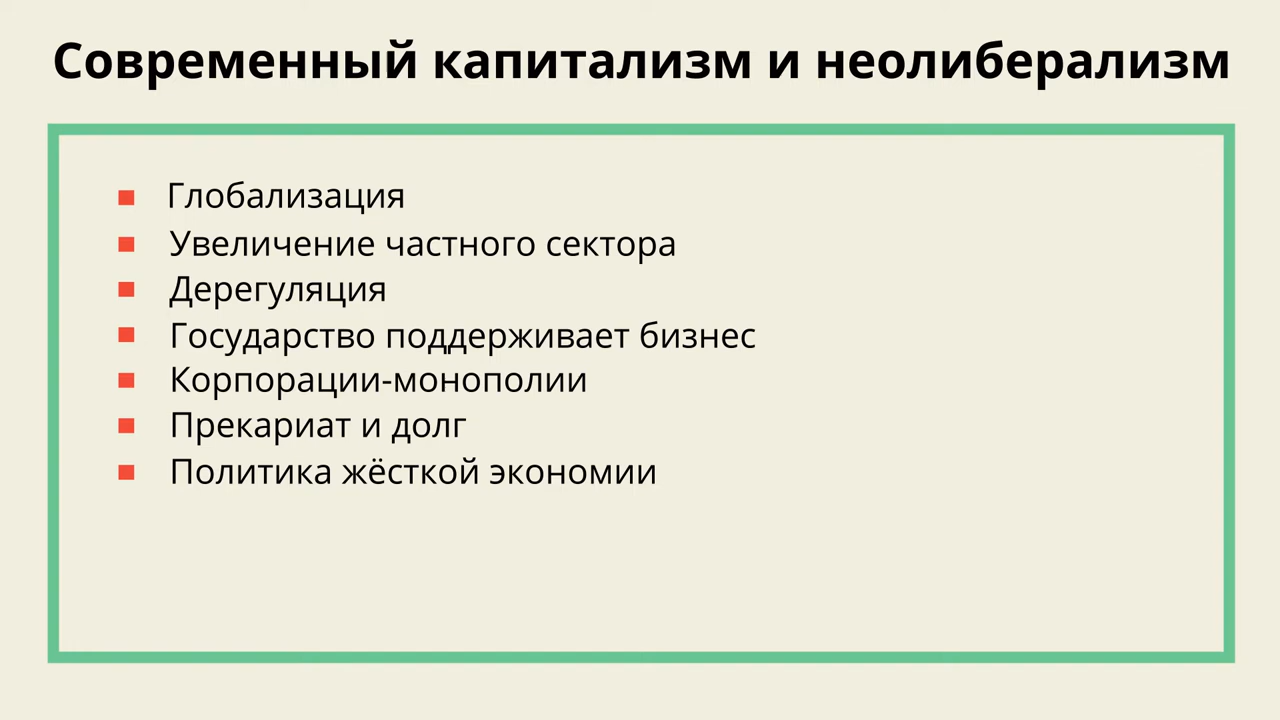 Современный капитализм и неолиберализм
Глобализация
Увеличение частного сектора
Дерегуляция
Государство поддерживает бизнес
Корпорации-монополии
Прекариат и долг
Политика жёсткой экономии